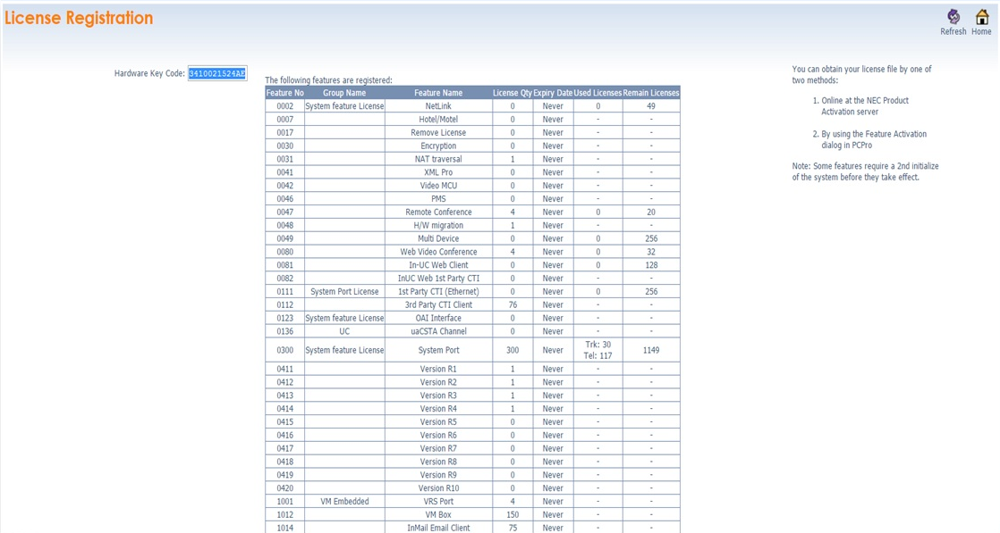 License Registration
Refresh Home
Hardware Key Code: 3410021524AE
The following features are registered:
Feature No Group Name Feature Name License Qty Expiry Date Used Licenses Remain Licenses
0002 System feature License NetLink 0 Never 0 49
0007 Hotel/Motel 0 Never - -
0017 Remove License 0 Never - -
0030 Encryption 0 Never - -
0031 NAT traversal 1 Never - -
0041 XML Pro 0 Never - -
0042 Video MCU 0 Never - -
0046 PMS 0 Never - -
0047 Remote Conference 4 Never 0 20
0048 H/W migration 1 Never - -
0049 Multi Device 0 Never 0 256
0080 Web Video Conference 4 Never 0 32
0081 In-UC Web Client 0 Never 0 128
0082 InUC Web 1st Party CTI 0 Never - -
0111 System Port License 1st Party CTI (Ethernet) 0 Never 0 256
0112 3rd Party CTI Client 76 Never - -
0123 System feature License OAI Interface 0 Never - -
0136 UC uaCSTA Channel 0 Never - -
0300 System feature License System Port 300 Never Trk: 30 Tel: 117 1149
0411 Version R1 1 Never - -
0412 Version R2 1 Never - -
0413 Version R3 1 Never - -
0414 Version R4 1 Never - -
0415 Version R5 0 Never - -
0416 Version R6 0 Never - -
0417 Version R7 0 Never - -
0418 Version R8 0 Never - -
0419 Version R9 0 Never - -
0420 Version R10 0 Never - -
1001 VM Embedded VRS Port 4 Never - -
1012 VM Box 150 Never - -
1014 InMail Email Client 75 Never - -
You can obtain your license file by one of
two methods:
1. Online at the NEC Product
Activation server
2. By using the Feature Activation
dialog in PCPro
Note: Some features require a 2nd initialize
of the system before they take effect.